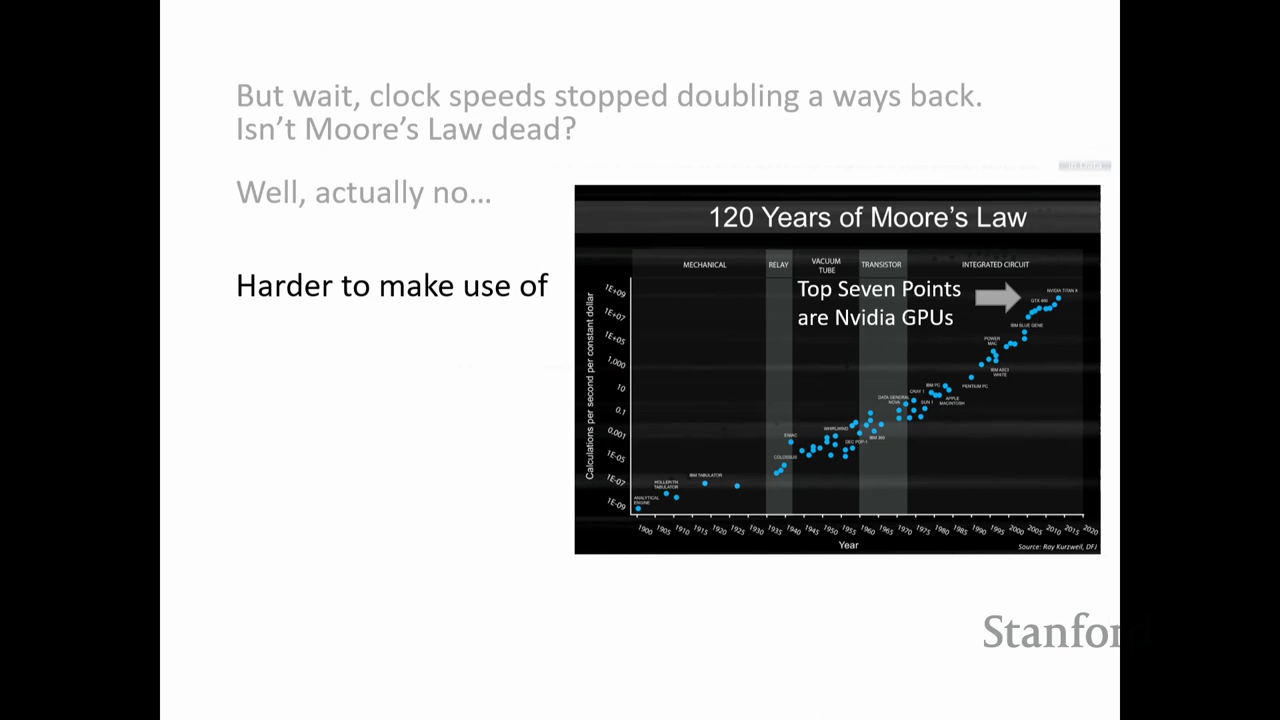 But wait, clock speeds stopped doubling a ways back.
Isn't Moore's Law dead?
in Data
Well, actually no...
Harder to make use of
120 Years of Moore's Law
MECHANICAL
RELAY
VACUUM
TUBE
TRANSISTOR
INTEGRATED CIRCUIT
Top Seven Points
are Nvidia GPUs
Calculations per second per constant dollar
1E+09
1E+07
1E+05
1,000
10
0.1
0.001
1E-05
1E-07
1E-09
NVIDIA TITAN X
GTX 400
IBM BLUE GENE
POWER
MAC
IBM ASCI
WHITE
PENTIUM PC
IBM PC
CRAY 1
APPLE
MACINTOSH
DATA GENERAL
NOVA
SUN 1
WHIRLWIND
IBM 360
DEC PDP-1
ENIAC
COLOSSUS
IBM TABULATOR
HOLLERITH
TABULATOR
ANALYTICAL
ENGINE
1900
1905
1910
1915
1920
1925
1930
1935
1940
1945
1950
1955
1960
1965
1970
1975
1980
1985
1990
1995
2000
2005
2010
2015
2020
Year
Source: Ray Kurzweil, DFJ
Stanfor